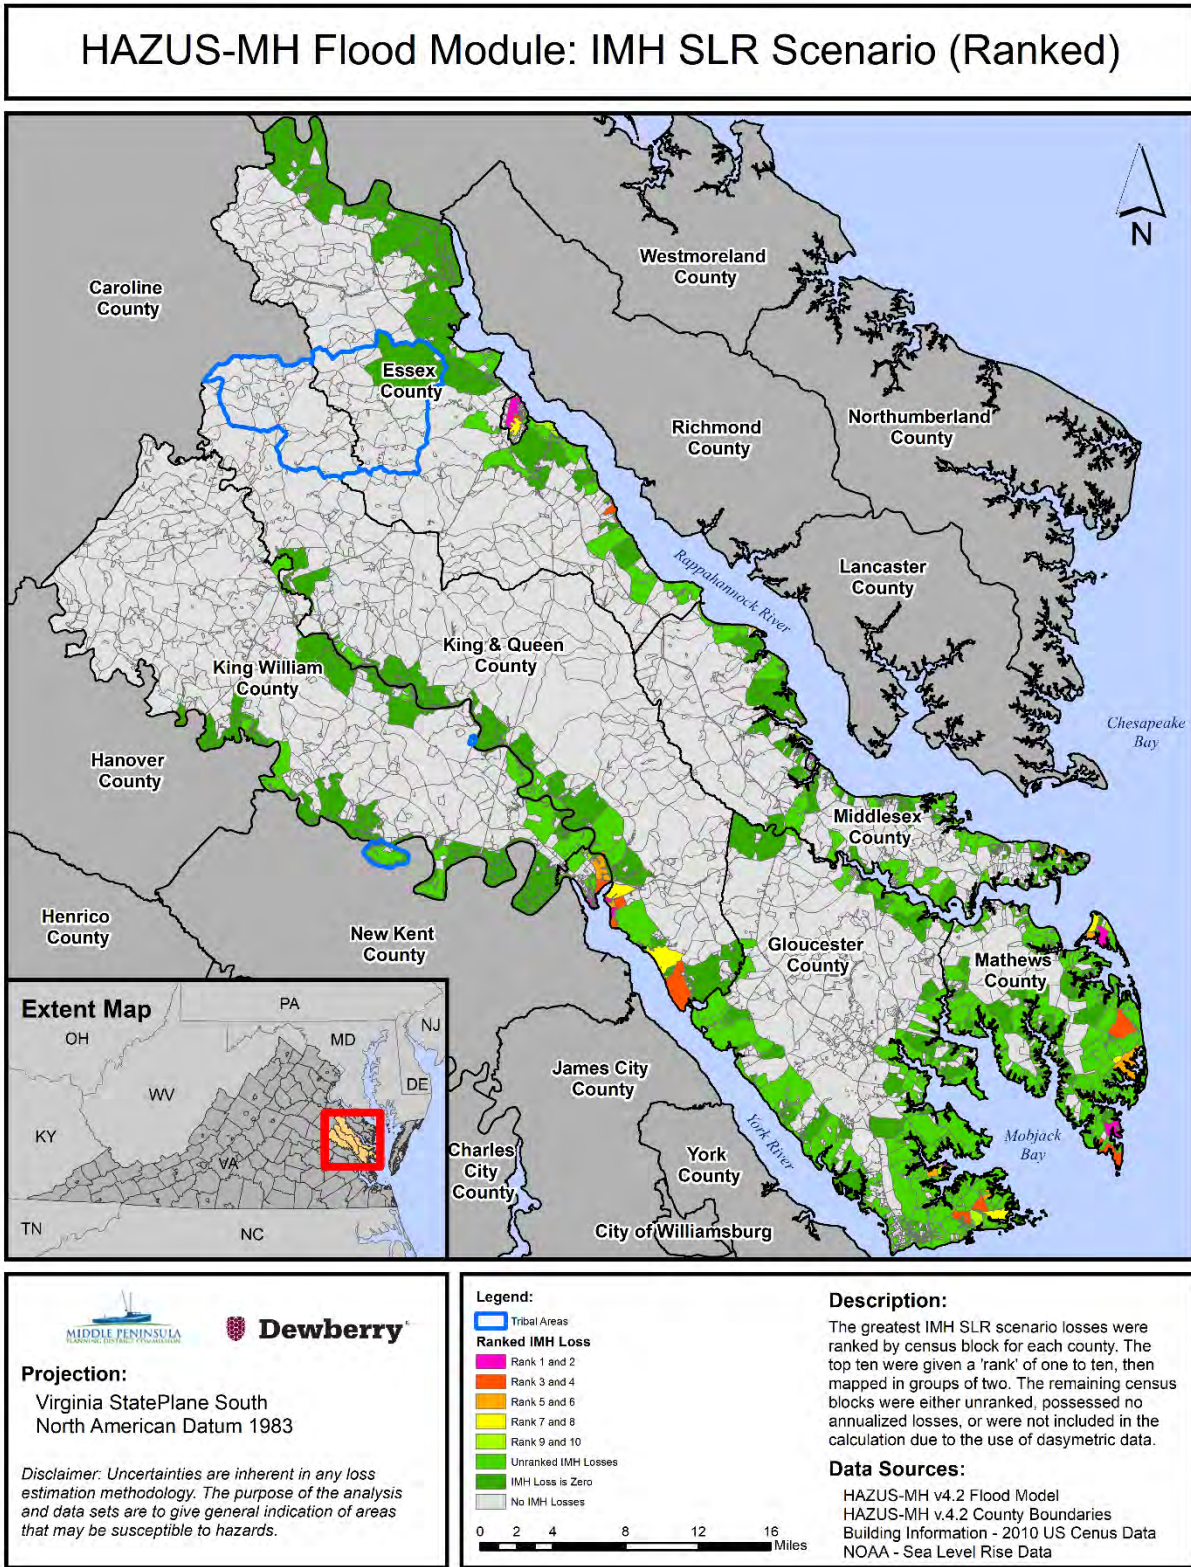 HAZUS-MH Flood Module: IMH SLR Scenario (Ranked)
N
Westmoreland
County
Caroline
County
Essex
County
Richmond
County
Northumberland
County
Lancaster
County
Rappahannock River
King & Queen
County
King William
County
Chesapeake
Bay
Hanover
County
Middlesex
County
Henrico
County
New Kent
County
Gloucester
County
Mathews
County
James City
County
York River
Mobjack
Bay
Charles
City
County
York
County
City of Williamsburg
Extent Map
PA
OH
MD
NJ
WV
DE
KY
VA
TN
NC
MIDDLE PENINSULA
PLANNING DISTRICT COMMISSION
Dewberry
Projection:
Virginia StatePlane South
North American Datum 1983
Disclaimer: Uncertainties are inherent in any loss
estimation methodology. The purpose of the analysis
and data sets are to give general indication of areas
that may be susceptible to hazards.
Legend:
Tribal Areas
Ranked IMH Loss
Rank 1 and 2
Rank 3 and 4
Rank 5 and 6
Rank 7 and 8
Rank 9 and 10
Unranked IMH Losses
IMH Loss is Zero
No IMH Losses
0 2 4 8 12 16
Miles
Description:
The greatest IMH SLR scenario losses were
ranked by census block for each county. The
top ten were given a 'rank' of one to ten, then
mapped in groups of two. The remaining census
blocks were either unranked, possessed no
annualized losses, or were not included in the
calculation due to the use of dasymetric data.
Data Sources:
HAZUS-MH v4.2 Flood Model
HAZUS-MH v.4.2 County Boundaries
Building Information - 2010 US Cenus Data
NOAA - Sea Level Rise Data